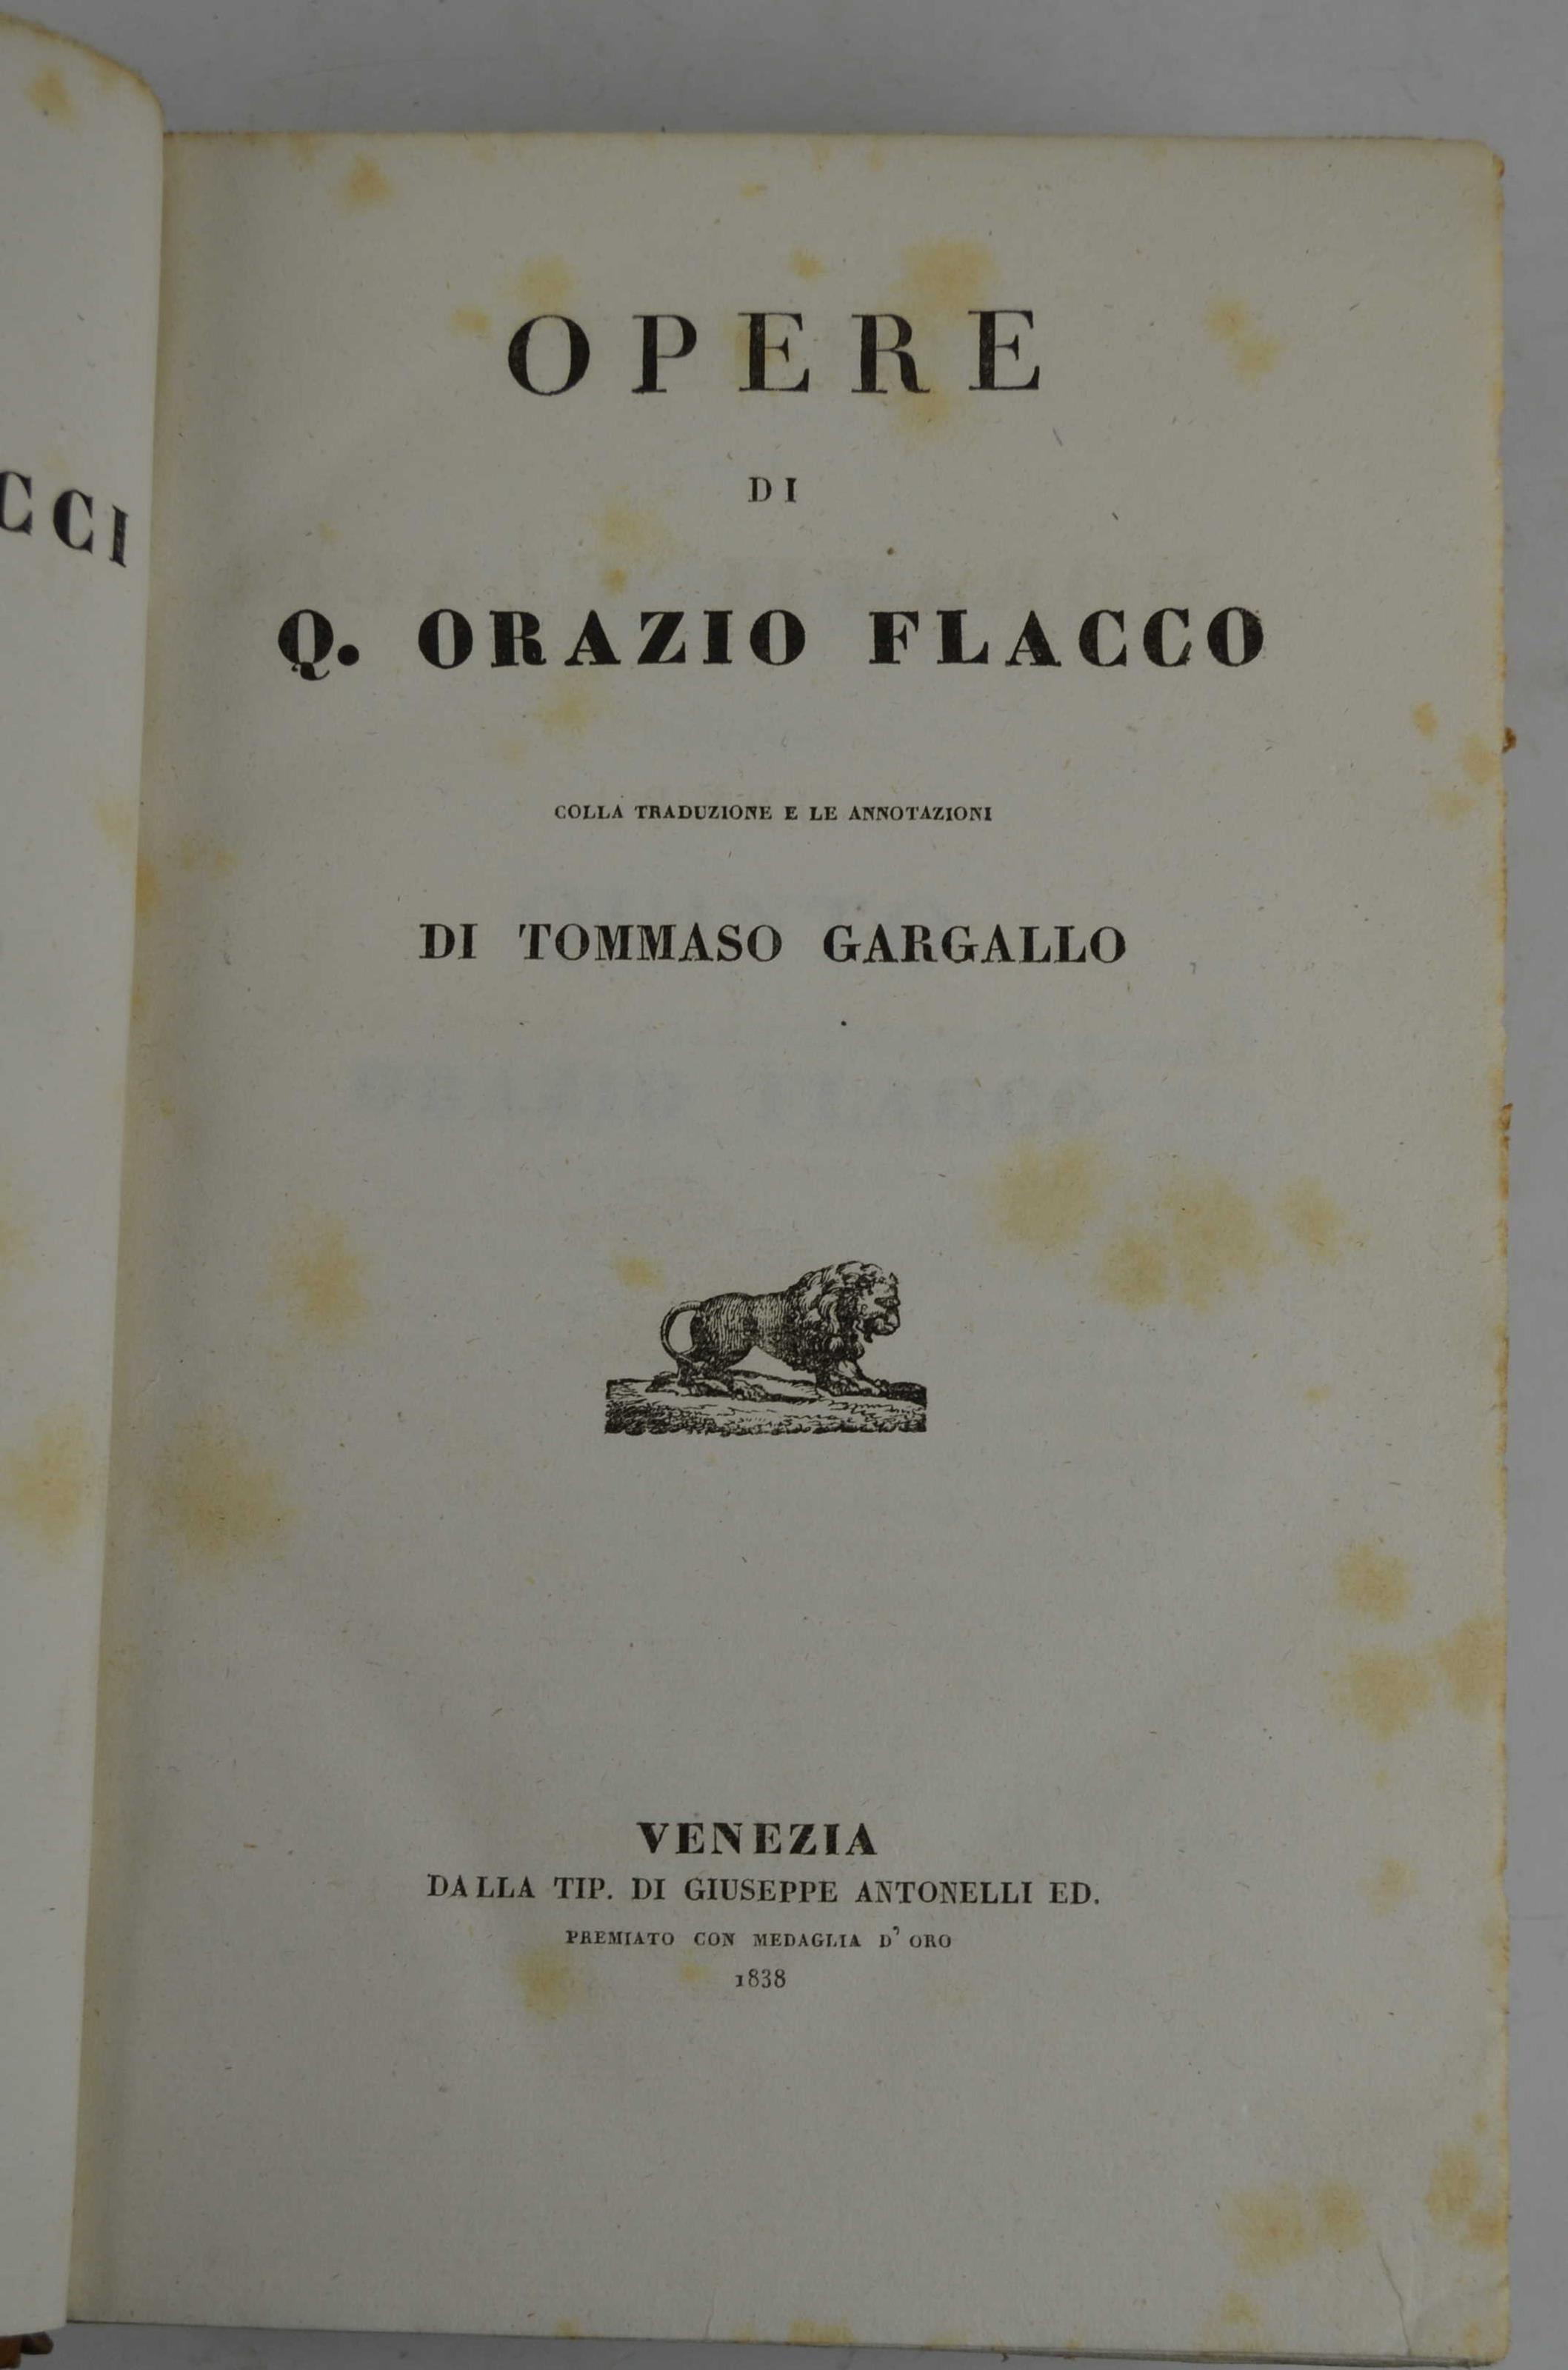 CCI
OPERE
DI
Q. ORAZIO FLACCO
COLLA TRADUZIONE E LE ANNOTAZIONI
DI TOMMASO GARGALLO
VENEZIA
DALLA TIP. DI GIUSEPPE ANTONELLI ED.
PREMIATO CON MEDAGLIA D' ORO
1838